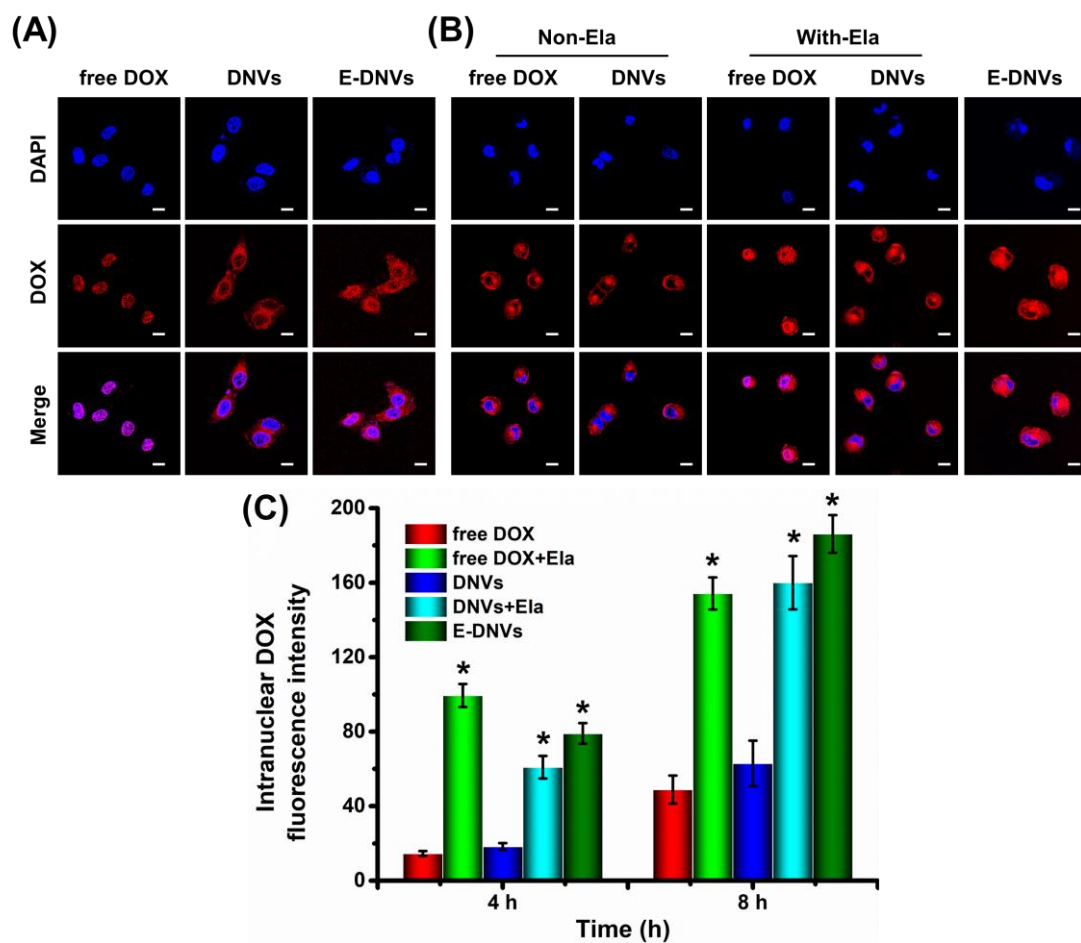 (A)
free DOX DNVs E-DNVs
DAPI
DOX
Merge
(B)
Non-Ela With-Ela
free DOX DNVs free DOX DNVs E-DNVs
(C)
free DOX
free DOX+Ela
DNVs
DNVs+Ela
E-DNVs
Intranuclear DOX
fluorescence intensity
200
160
120
80
40
0
* * * * * *
4 h 8 h
Time (h)